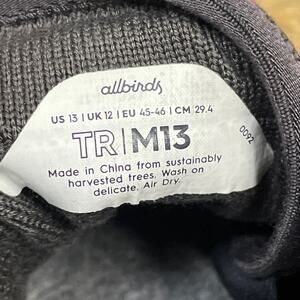 allbirds
US 13 | UK 12 | EU 45-46 | CM 29.4
TR|M13
Made in China from sustainably
harvested trees. Wash on
delicate. Air Dry.
0092